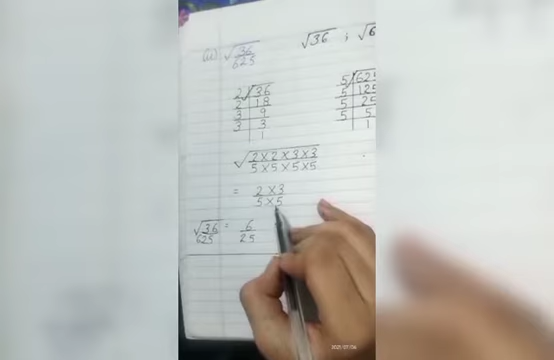 (iii) √36/625 √36 ; √6
2 | 36 5 | 625
2 | 18 5 | 125
3 | 9 5 | 25
3 | 3 5 | 5
1 1
√2×2×3×3/5×5×5×5
= 2×3/5×5
√36/625 = 6/25